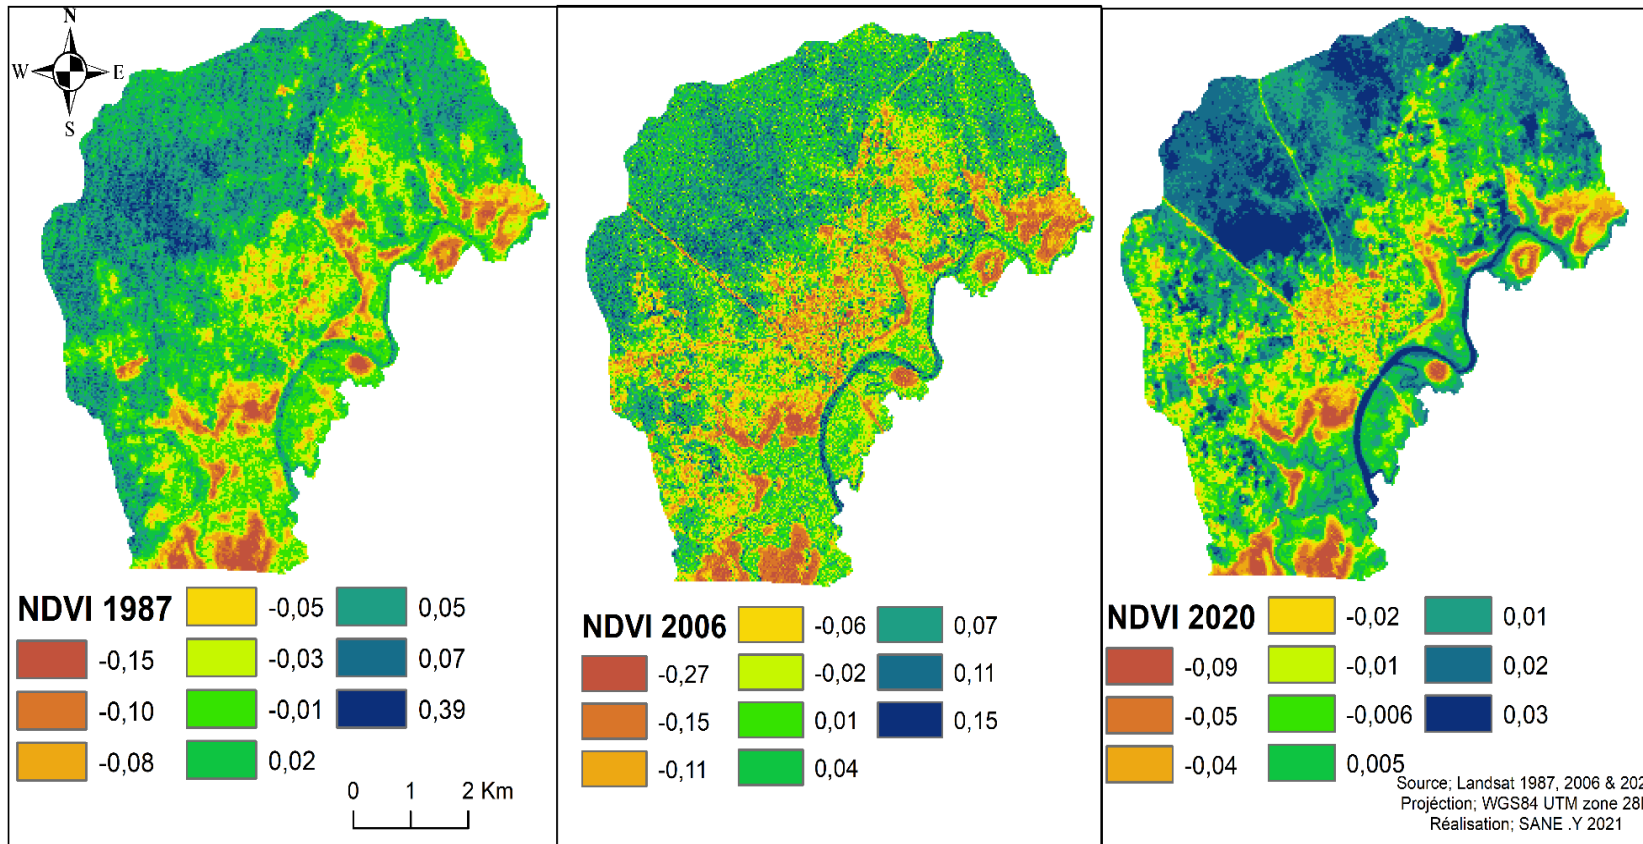 N
W
E
S
NDVI 1987
-0,15
-0,10
-0,08
-0,05
-0,03
-0,01
0,02
0,05
0,07
0,39
0 1 2 Km
NDVI 2006
-0,27
-0,15
-0,11
-0,06
-0,02
0,01
0,04
0,07
0,11
0,15
NDVI 2020
-0,09
-0,05
-0,04
-0,02
-0,01
-0,006
0,005
0,01
0,02
0,03
Source; Landsat 1987, 2006 & 202
Projéction; WGS84 UTM zone 28
Réalisation; SANE .Y 2021